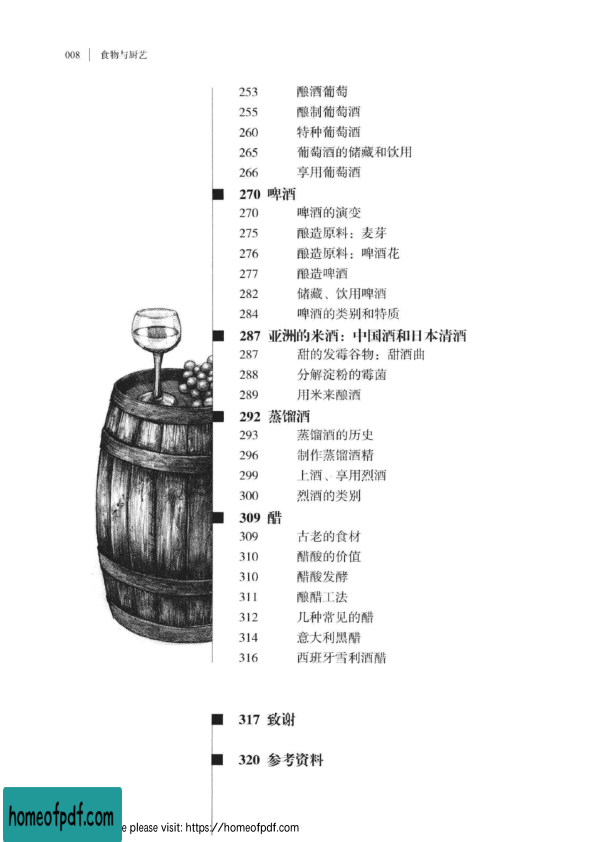 008 | 食物与厨艺
253 酿酒葡萄
255 酿制葡萄酒
260 特种葡萄酒
265 葡萄酒的储藏和饮用
266 享用葡萄酒
270 啤酒
270 啤酒的演变
275 酿造原料：麦芽
276 酿造原料：啤酒花
277 酿造啤酒
282 储藏、饮用啤酒
284 啤酒的类别和特质
287 亚洲的米酒：中国酒和日本清酒
287 甜的发霉谷物：甜酒曲
288 分解淀粉的霉菌
289 用米来酿酒
292 蒸馏酒
293 蒸馏酒的历史
296 制作蒸馏酒精
299 上酒、享用烈酒
300 烈酒的类别
309 醋
309 古老的食材
310 醋酸的价值
310 醋酸发酵
311 酿醋工法
312 几种常见的醋
314 意大利黑醋
316 西班牙雪利酒醋
317 致谢
320 参考资料
homeofpdf.com
e please visit: https://homeofpdf.com